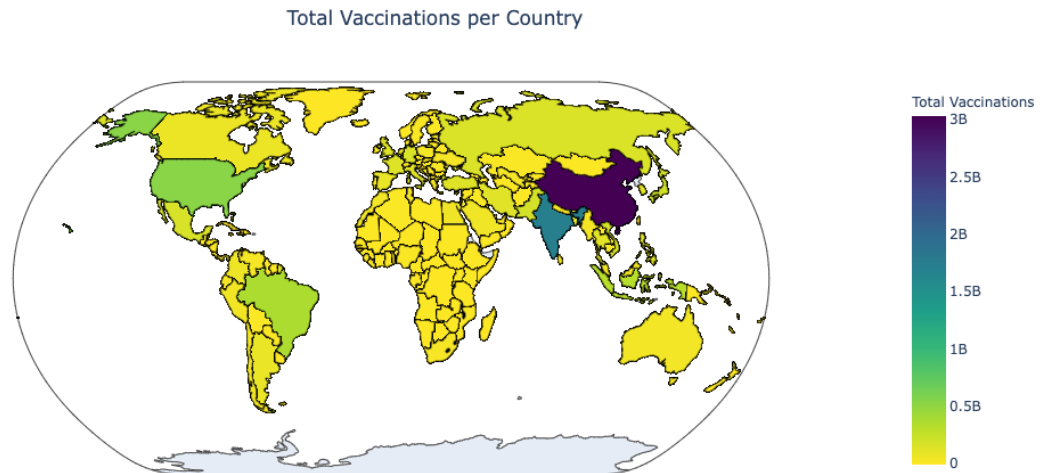 Total Vaccinations per Country
Total Vaccinations
3B
2.5B
2B
1.5B
1B
0.5B
0